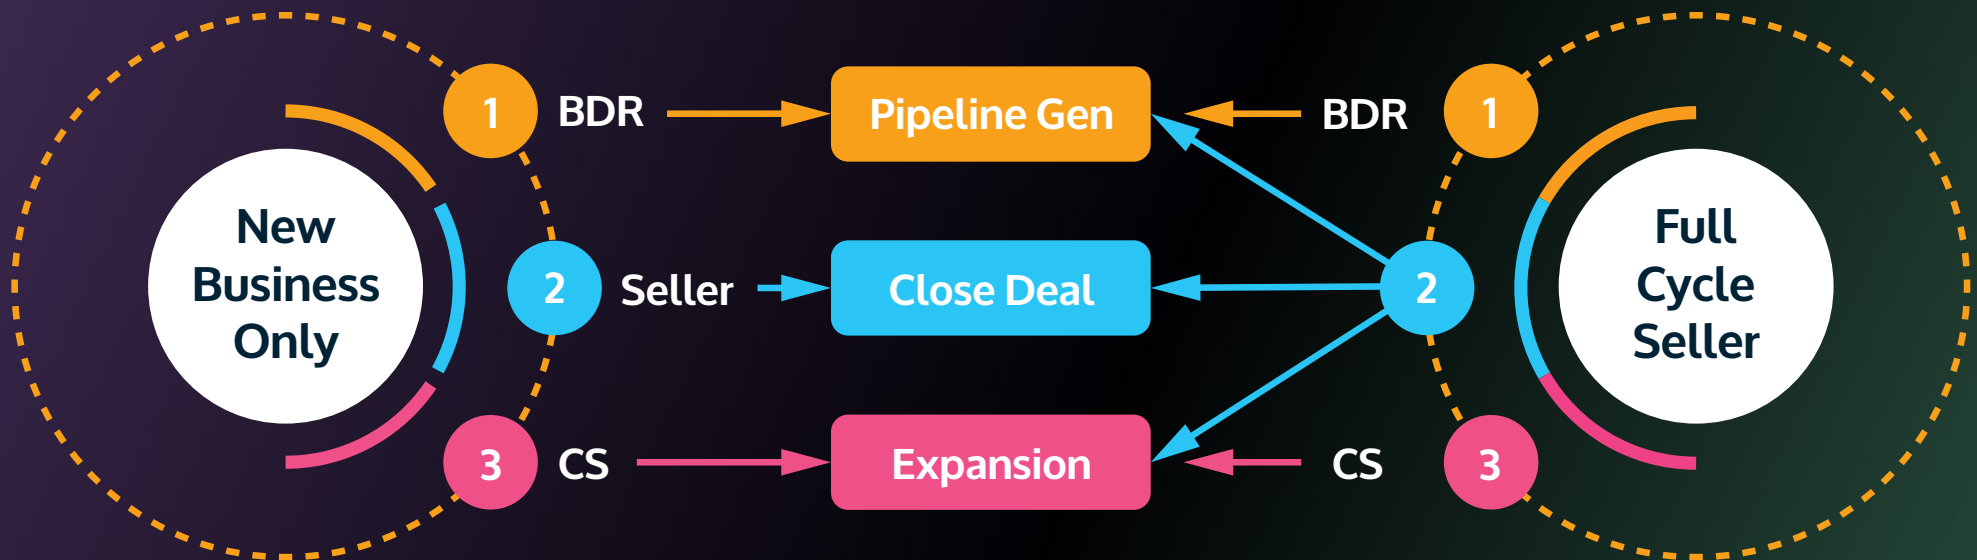 New
Business
Only
1
BDR
2
Seller
3
CS
Pipeline Gen
Close Deal
Expansion
BDR
1
2
CS
3
Full
Cycle
Seller